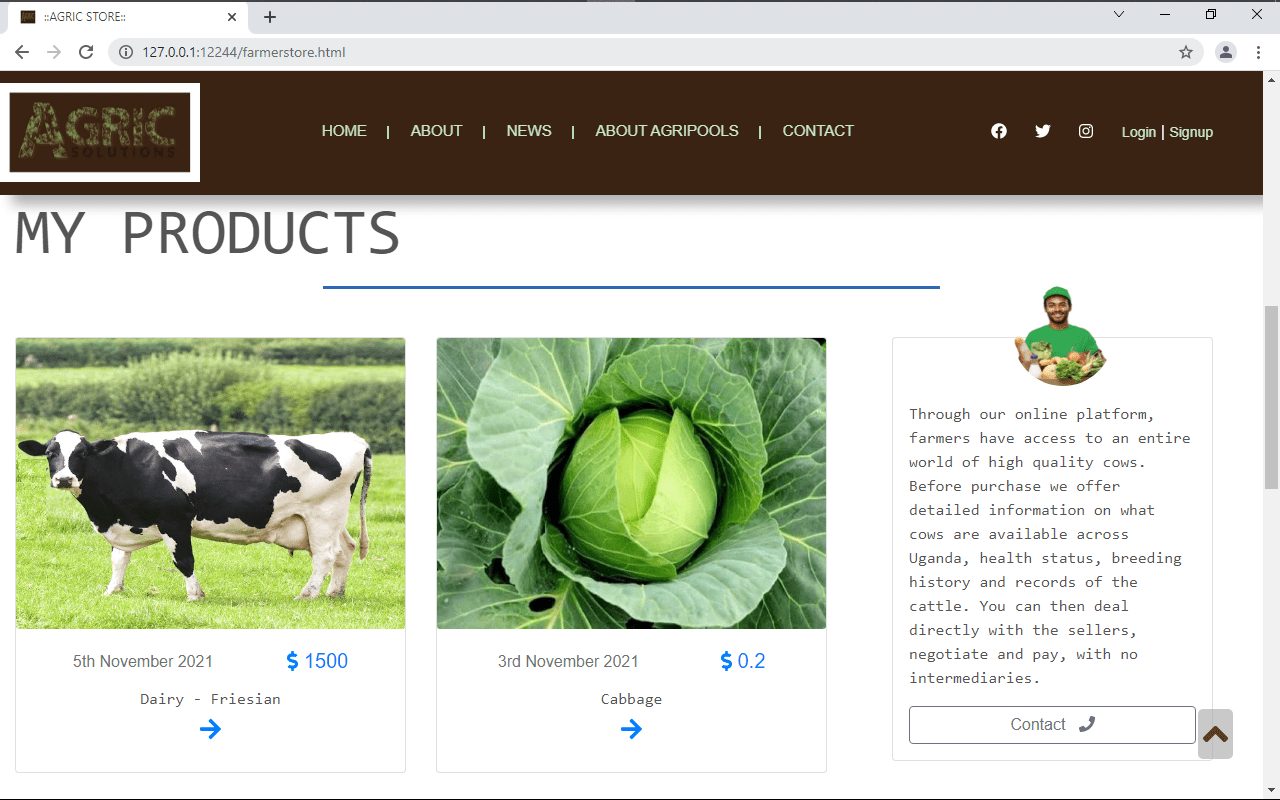 ::AGRIC STORE::
127.0.0.1:12244/farmerstore.html
AGRIC
SOLUTIONS
HOME | ABOUT | NEWS | ABOUT AGRIPOOLS | CONTACT
Login | Signup
MY PRODUCTS
5th November 2021 $ 1500
Dairy - Friesian
3rd November 2021 $ 0.2
Cabbage
Through our online platform,
farmers have access to an entire
world of high quality cows.
Before purchase we offer
detailed information on what
cows are available across
Uganda, health status, breeding
history and records of the
cattle. You can then deal
directly with the sellers,
negotiate and pay, with no
intermediaries.
Contact